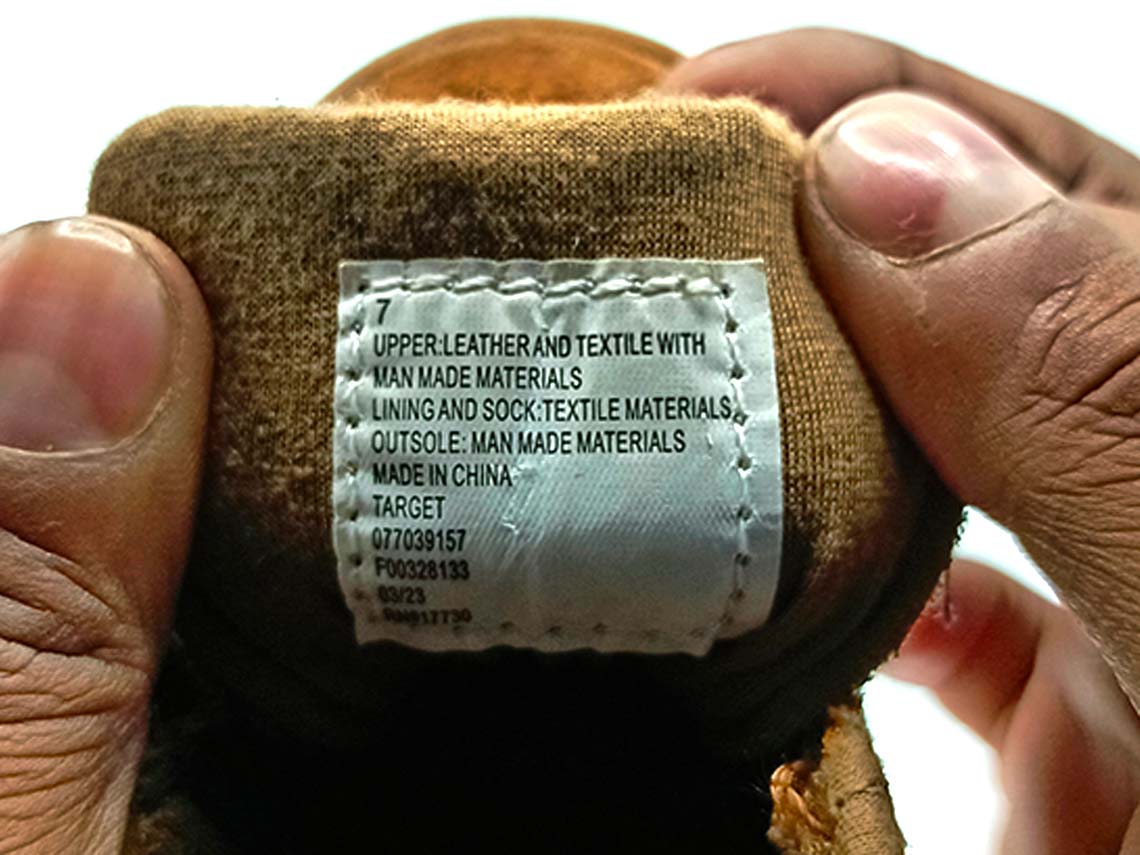 7
UPPER:LEATHER AND TEXTILE WITH
MAN MADE MATERIALS
LINING AND SOCK:TEXTILE MATERIALS
OUTSOLE: MAN MADE MATERIALS
MADE IN CHINA
TARGET
077039157
F00328133
03/23
RN917730